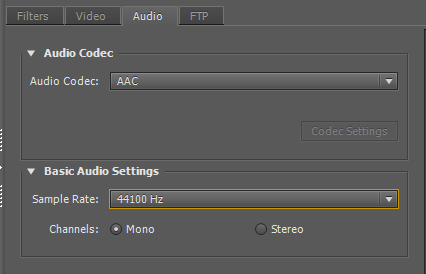 Filters Video Audio FTP
Audio Codec
Audio Codec: AAC
Codec Settings
Basic Audio Settings
Sample Rate: 44100 Hz
Channels: Mono Stereo